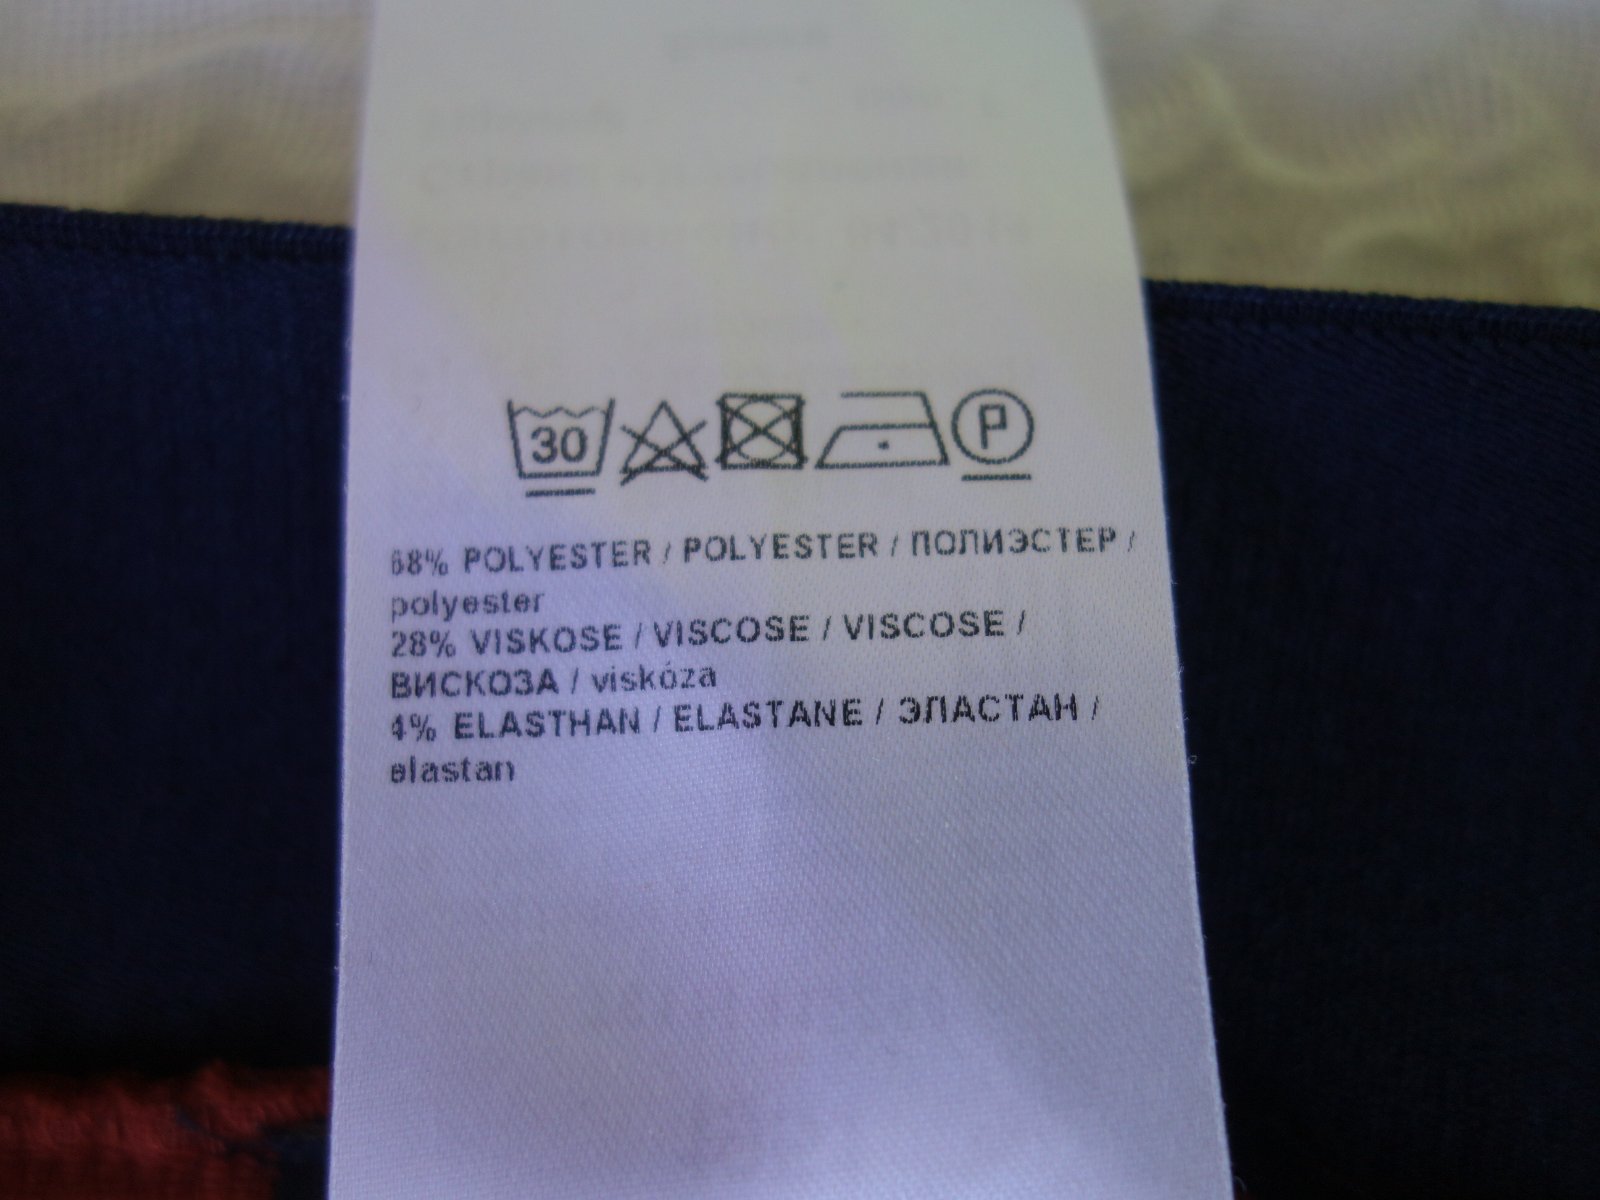 30
P
68% POLYESTER / POLYESTER / ПОЛИЭСТЕР /
polyester
28% VISKOSE / VISCOSE / VISCOSE /
ВИСКОЗА / viskóza
4% ELASTHAN / ELASTANE / ЭЛАСТАН /
elastan